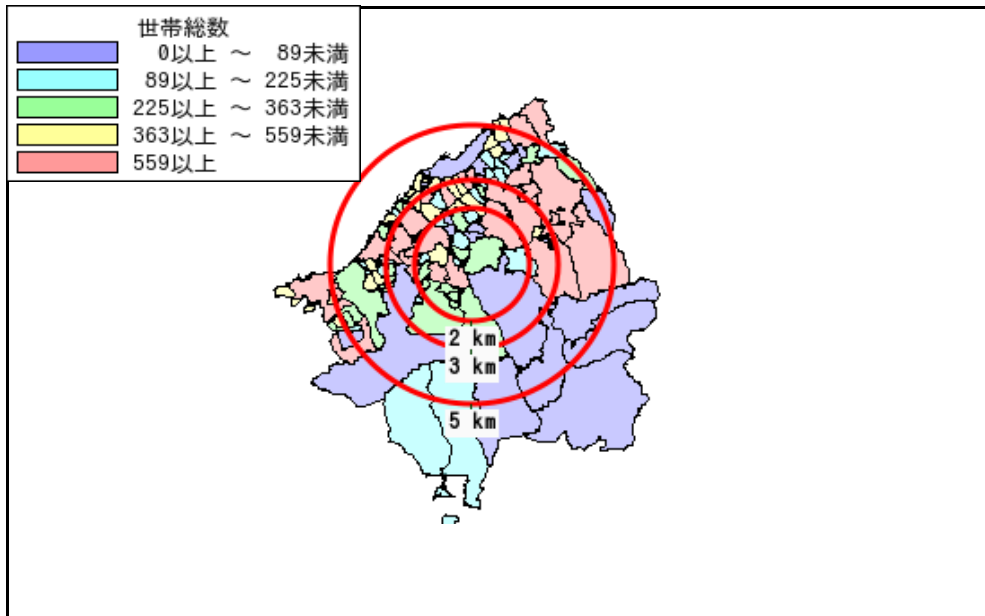 世帯総数
0以上 ～ 89未満
89以上 ～ 225未満
225以上 ～ 363未満
363以上 ～ 559未満
559以上
2 km
3 km
5 km